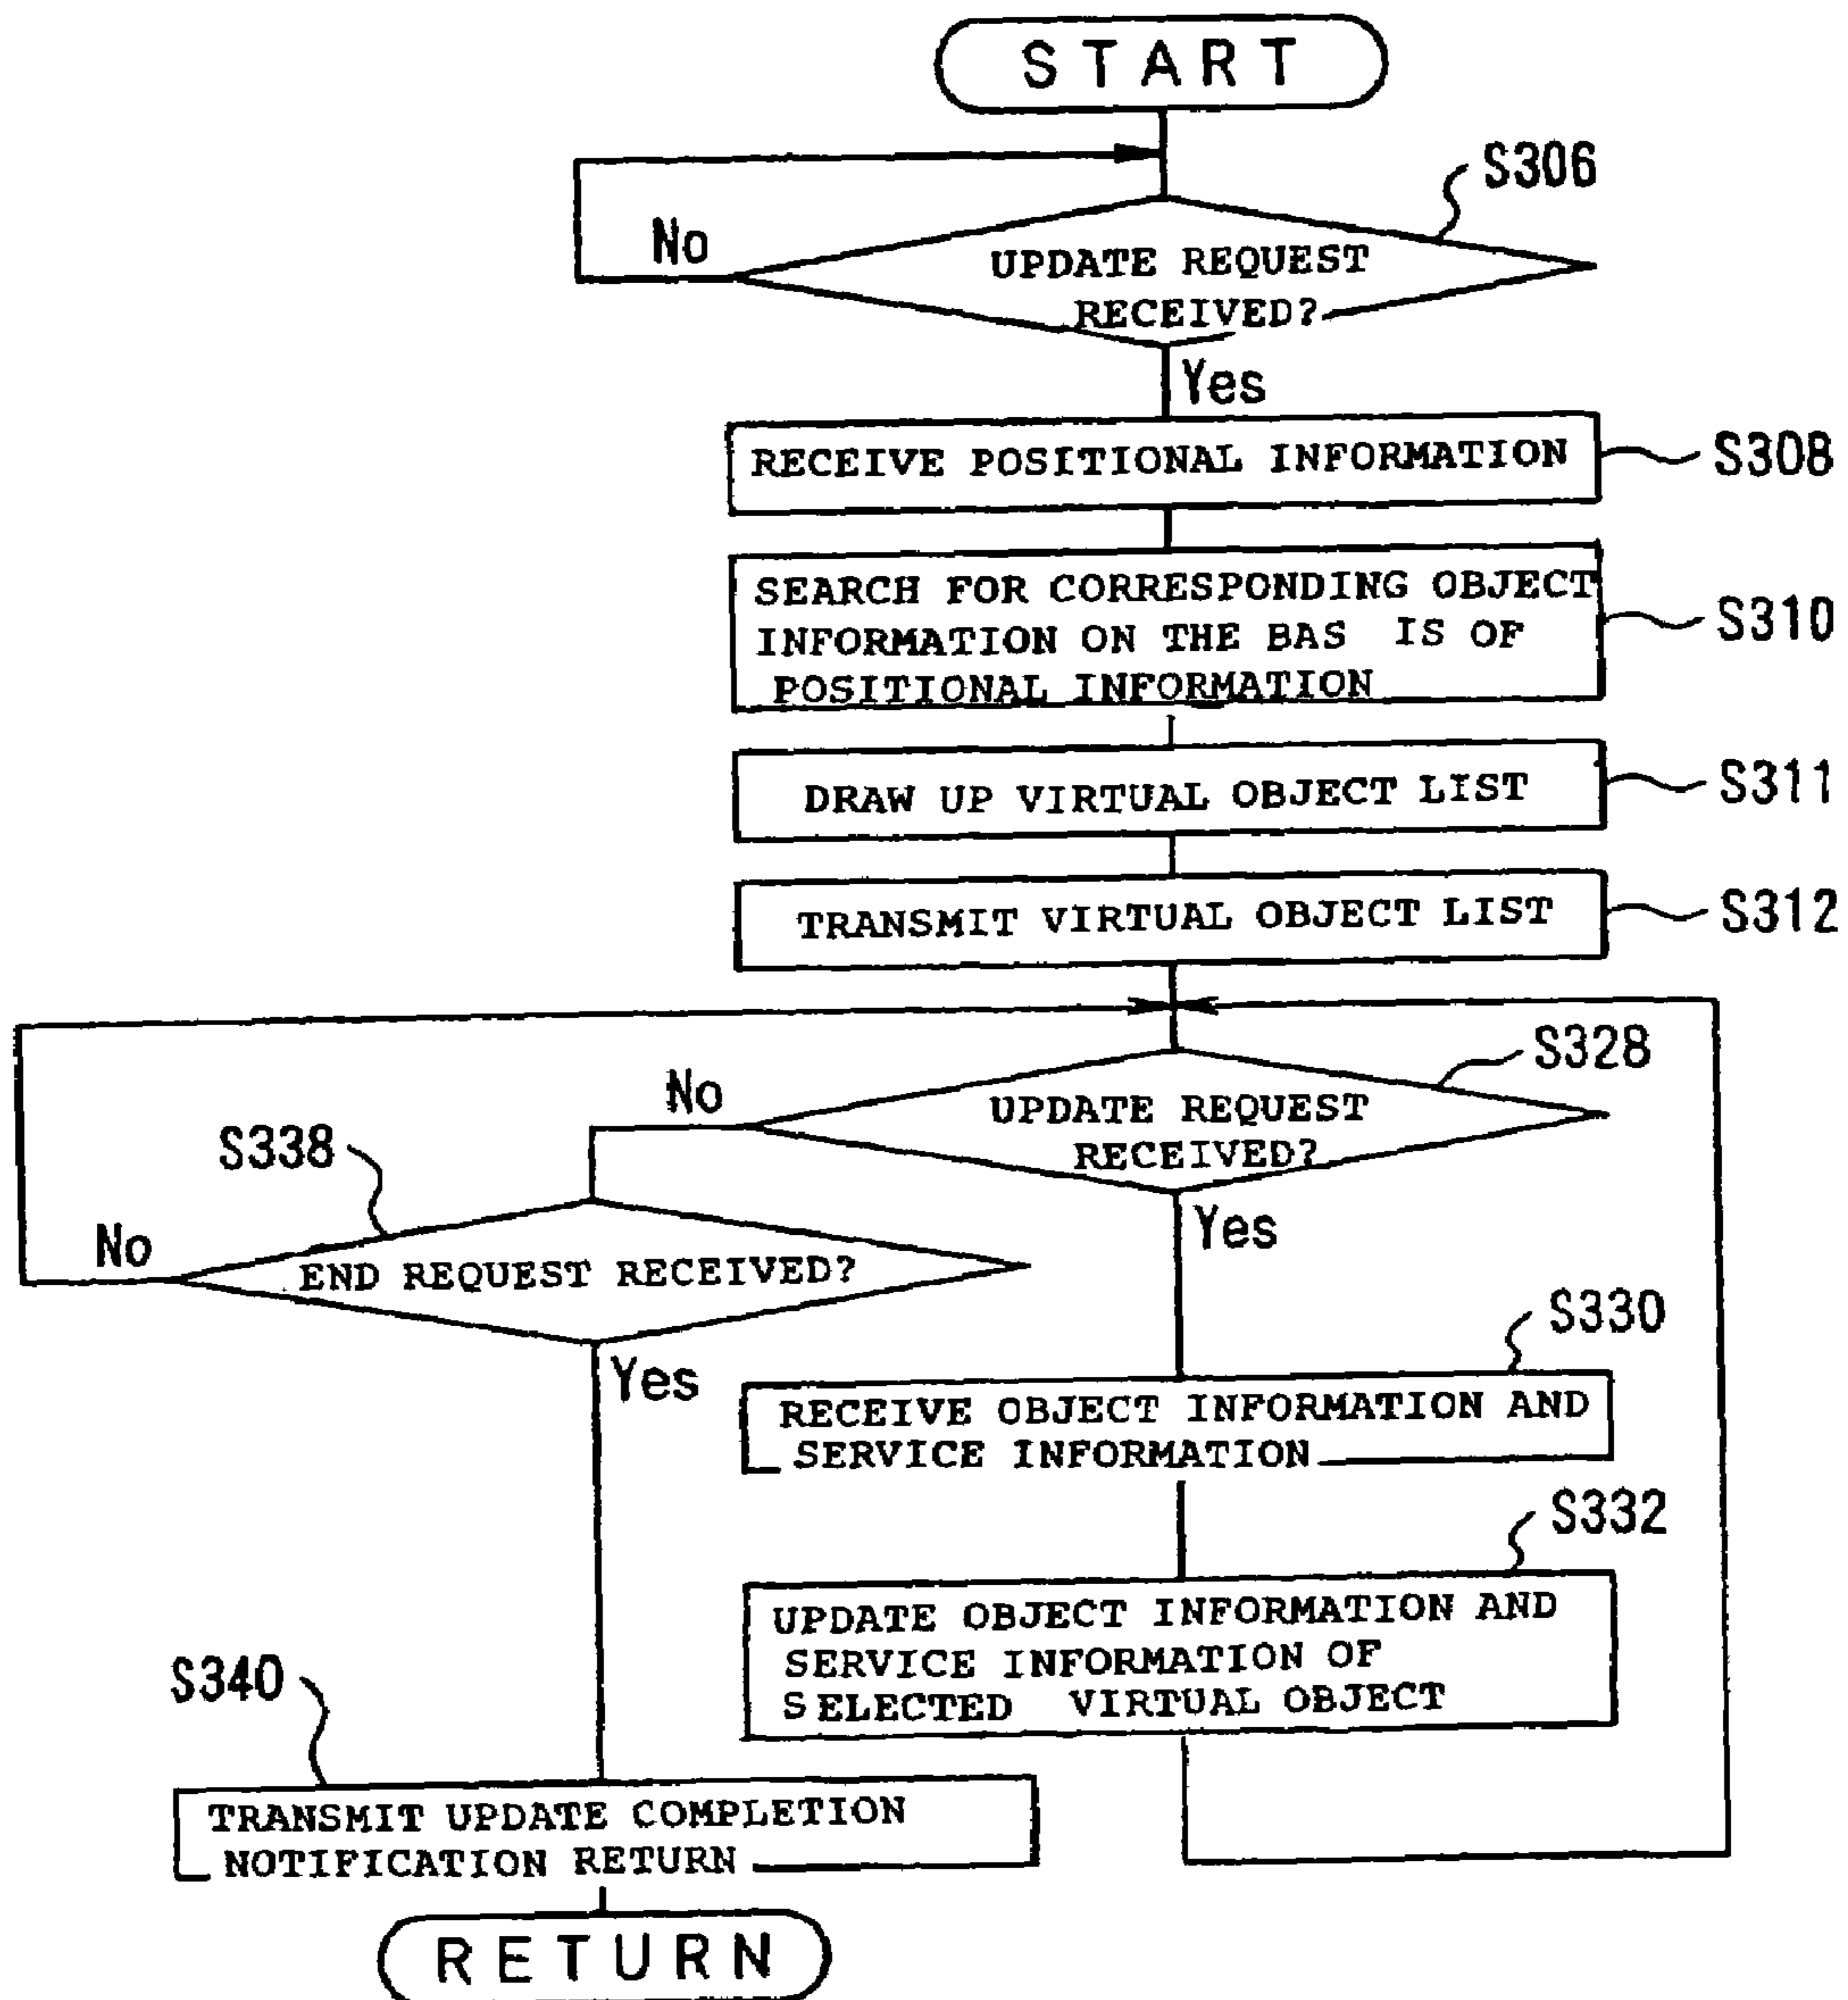 START
S306
No
UPDATE REQUEST
RECEIVED?
Yes
RECEIVE POSITIONAL INFORMATION
S308
SEARCH FOR CORRESPONDING OBJECT
INFORMATION ON THE BAS IS OF
POSITIONAL INFORMATION
S310
DRAW UP VIRTUAL OBJECT LIST
S311
TRANSMIT VIRTUAL OBJECT LIST
S312
S328
No
UPDATE REQUEST
RECEIVED?
S338
Yes
No
END REQUEST RECEIVED?
S330
Yes
RECEIVE OBJECT INFORMATION AND
SERVICE INFORMATION
S332
UPDATE OBJECT INFORMATION AND
SERVICE INFORMATION OF
SELECTED VIRTUAL OBJECT
S340
TRANSMIT UPDATE COMPLETION
NOTIFICATION RETURN
RETURN